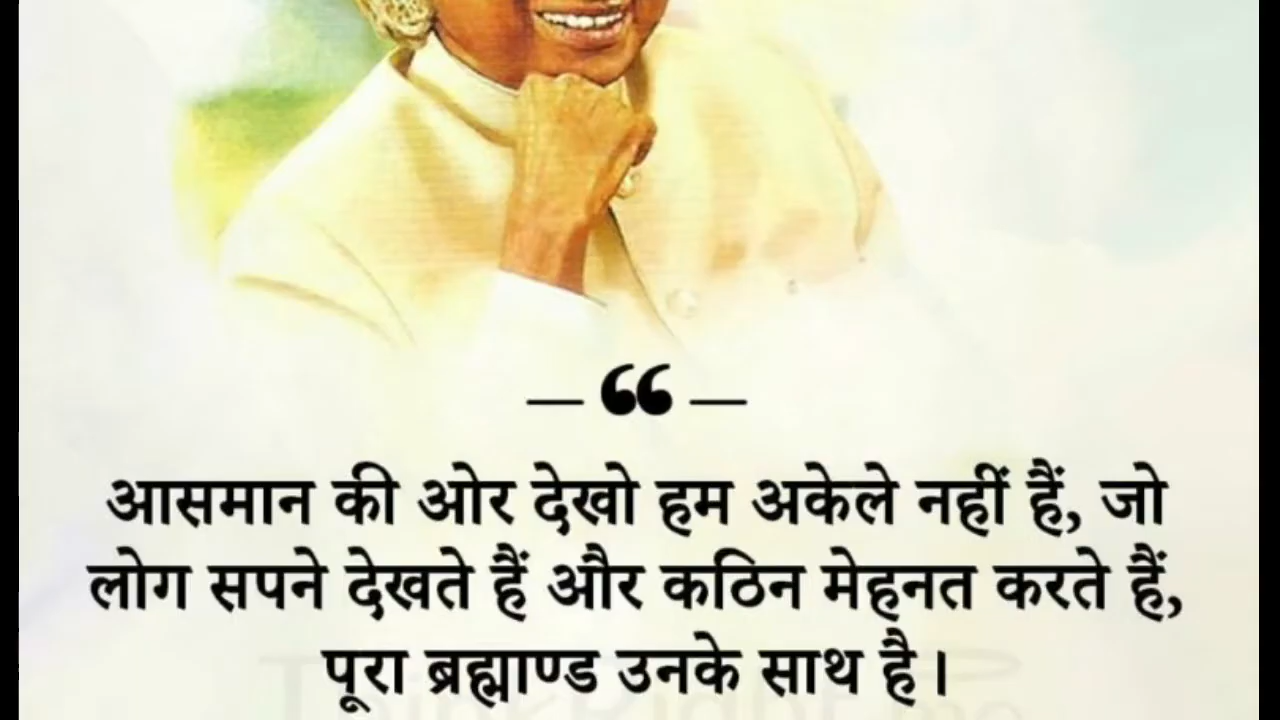 — “ —
आसमान की ओर देखो हम अकेले नहीं हैं, जो
लोग सपने देखते हैं और कठिन मेहनत करते हैं,
पूरा ब्रह्माण्ड उनके साथ है।